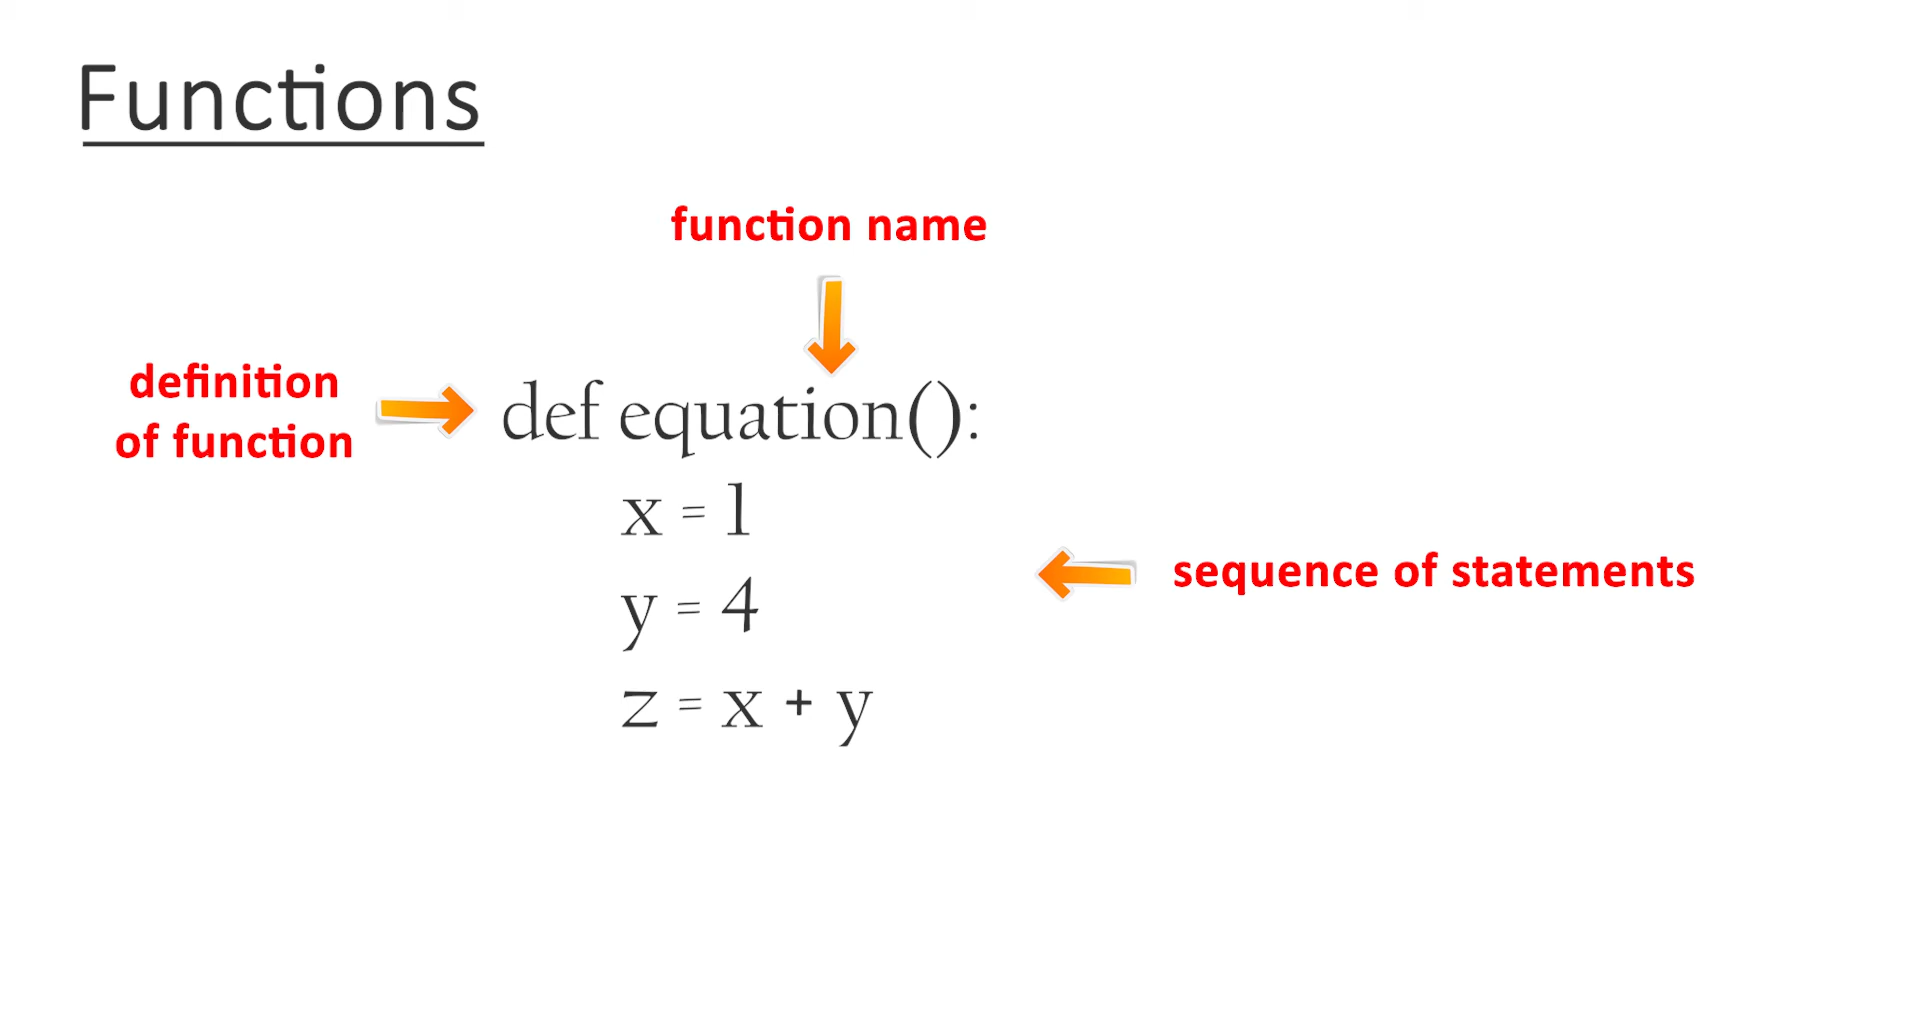 Functions
function name
definition
of function
def equation():
x = 1
y = 4
sequence of statements
z = x + y